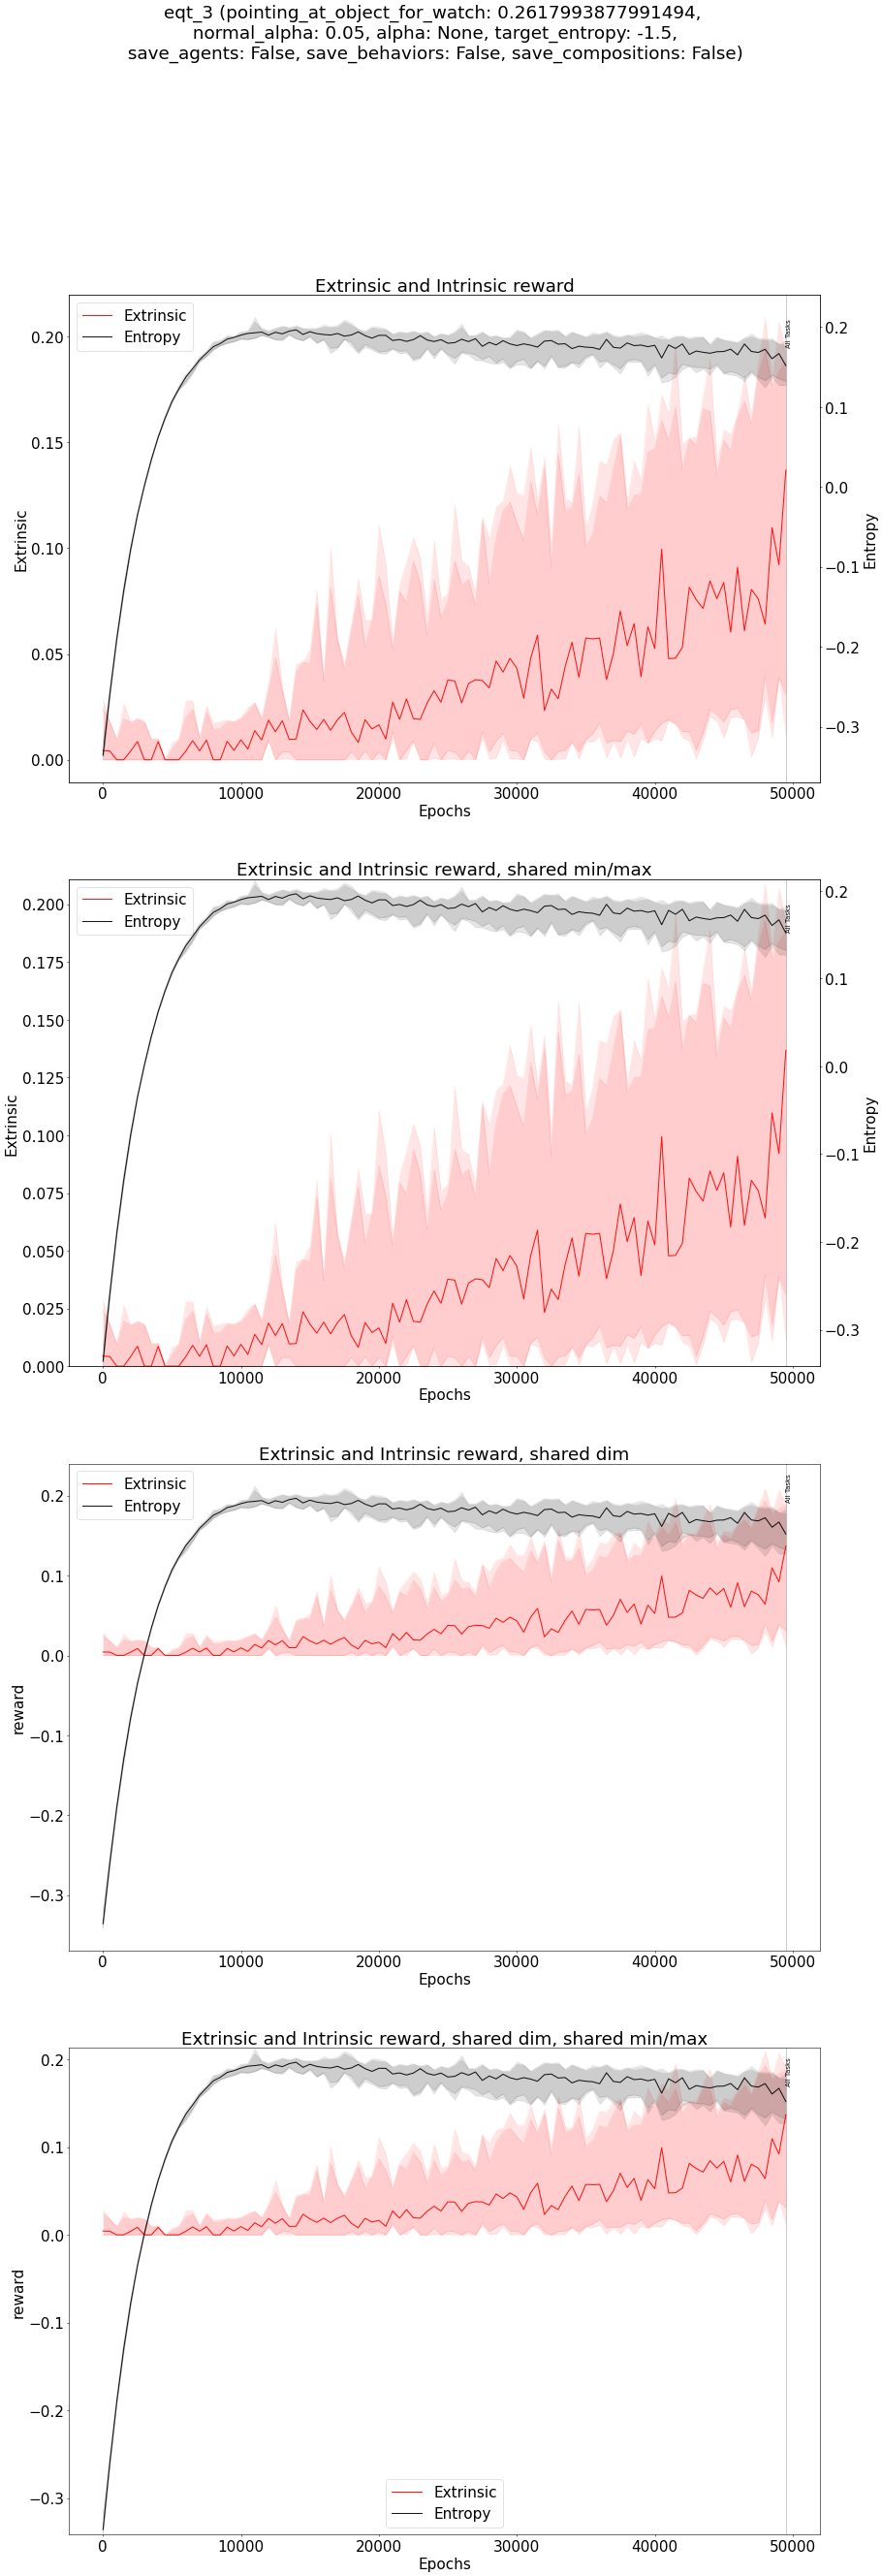 eqt_3 (pointing_at_object_for_watch: 0.2617993877991494,
normal_alpha: 0.05, alpha: None, target_entropy: -1.5,
save_agents: False, save_behaviors: False, save_compositions: False)
Extrinsic and Intrinsic reward
Extrinsic
Entropy
All Tasks
0.20
0.15
0.10
0.05
0.00
Extrinsic
0.2
0.1
0.0
−0.1
−0.2
−0.3
Entropy
0
10000
20000
30000
40000
50000
Epochs
Extrinsic and Intrinsic reward, shared min/max
Extrinsic
Entropy
All Tasks
0.200
0.175
0.150
0.125
0.100
0.075
0.050
0.025
0.000
Extrinsic
0.2
0.1
0.0
−0.1
−0.2
−0.3
Entropy
0
10000
20000
30000
40000
50000
Epochs
Extrinsic and Intrinsic reward, shared dim
Extrinsic
Entropy
All Tasks
0.2
0.1
0.0
−0.1
−0.2
−0.3
reward
0
10000
20000
30000
40000
50000
Epochs
Extrinsic and Intrinsic reward, shared dim, shared min/max
All Tasks
0.2
0.1
0.0
−0.1
−0.2
−0.3
reward
Extrinsic
Entropy
0
10000
20000
30000
40000
50000
Epochs